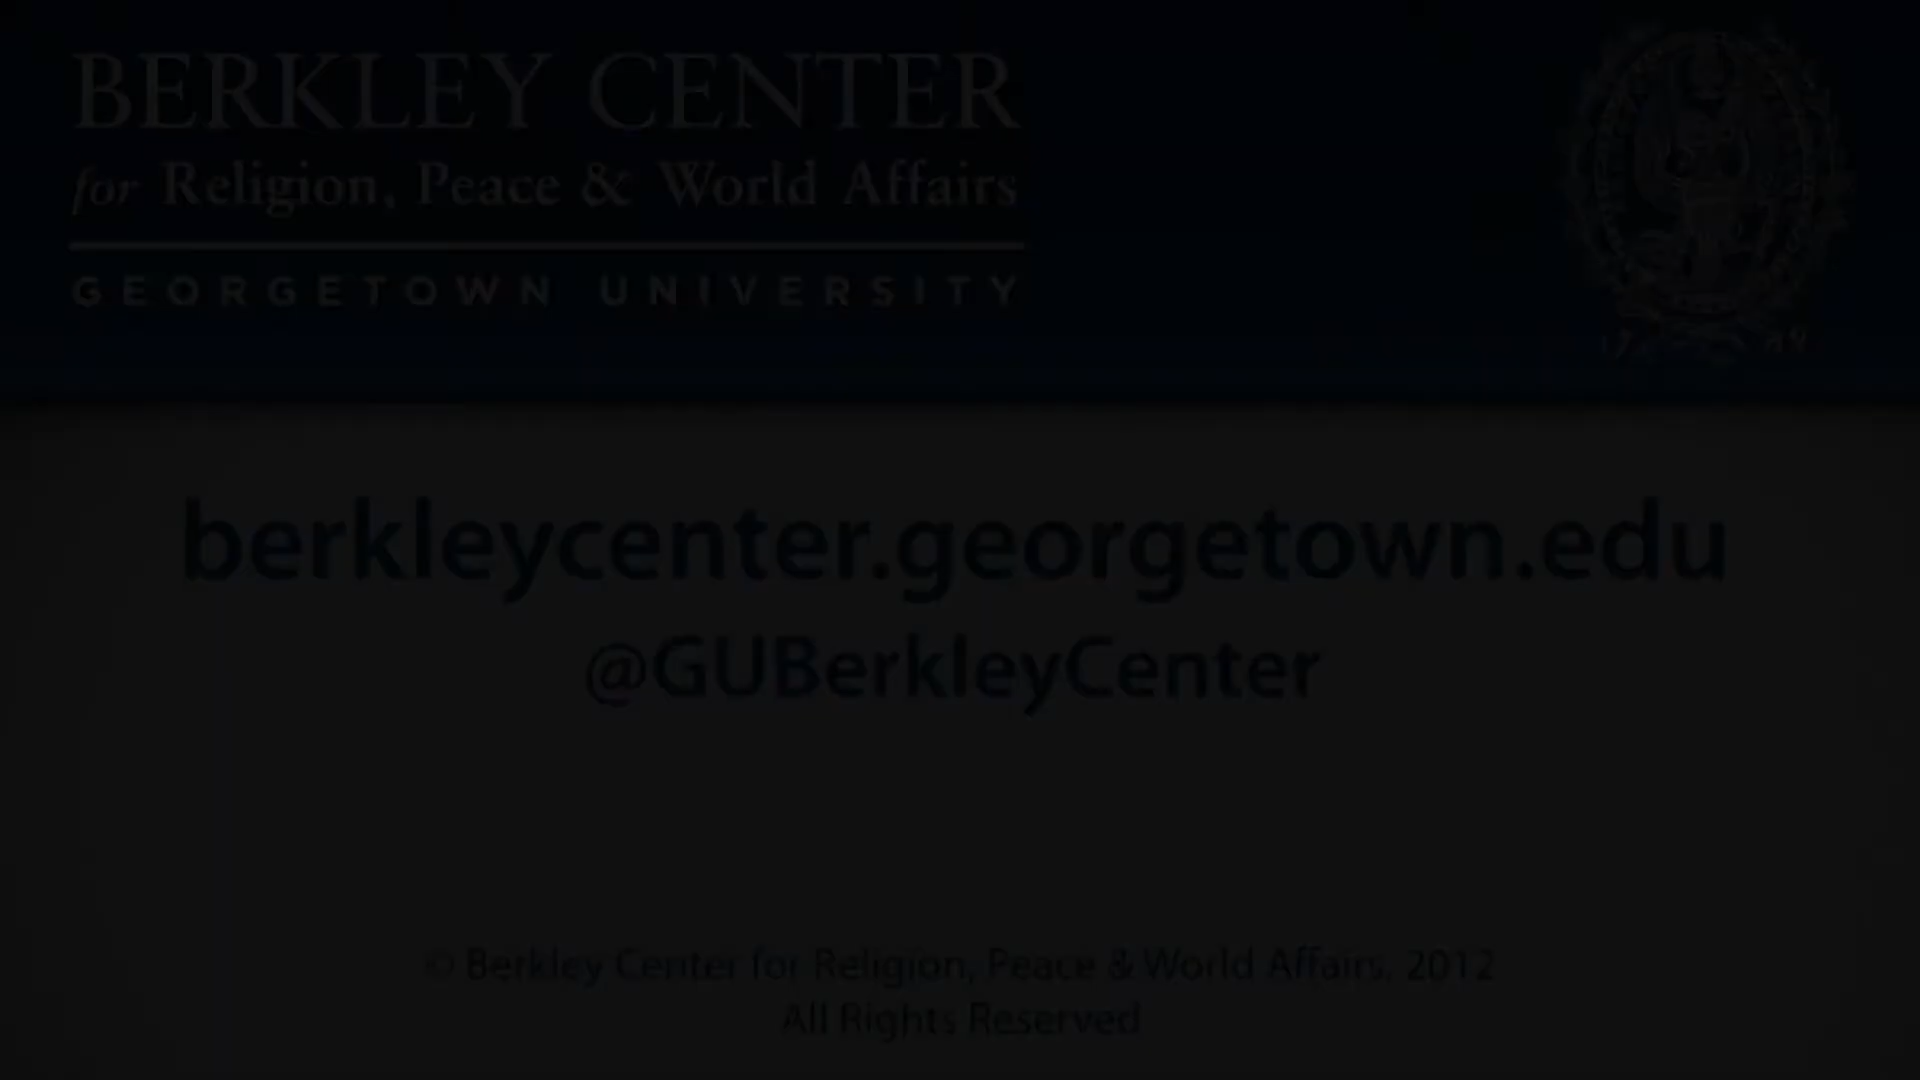 BERKLEY CENTER
for Religion, Peace & World Affairs
GEORGETOWN UNIVERSITY
berkleycenter.georgetown.edu
@GUBerkleyCenter
© Berkley Center for Religion, Peace & World Affairs, 2012
All Rights Reserved